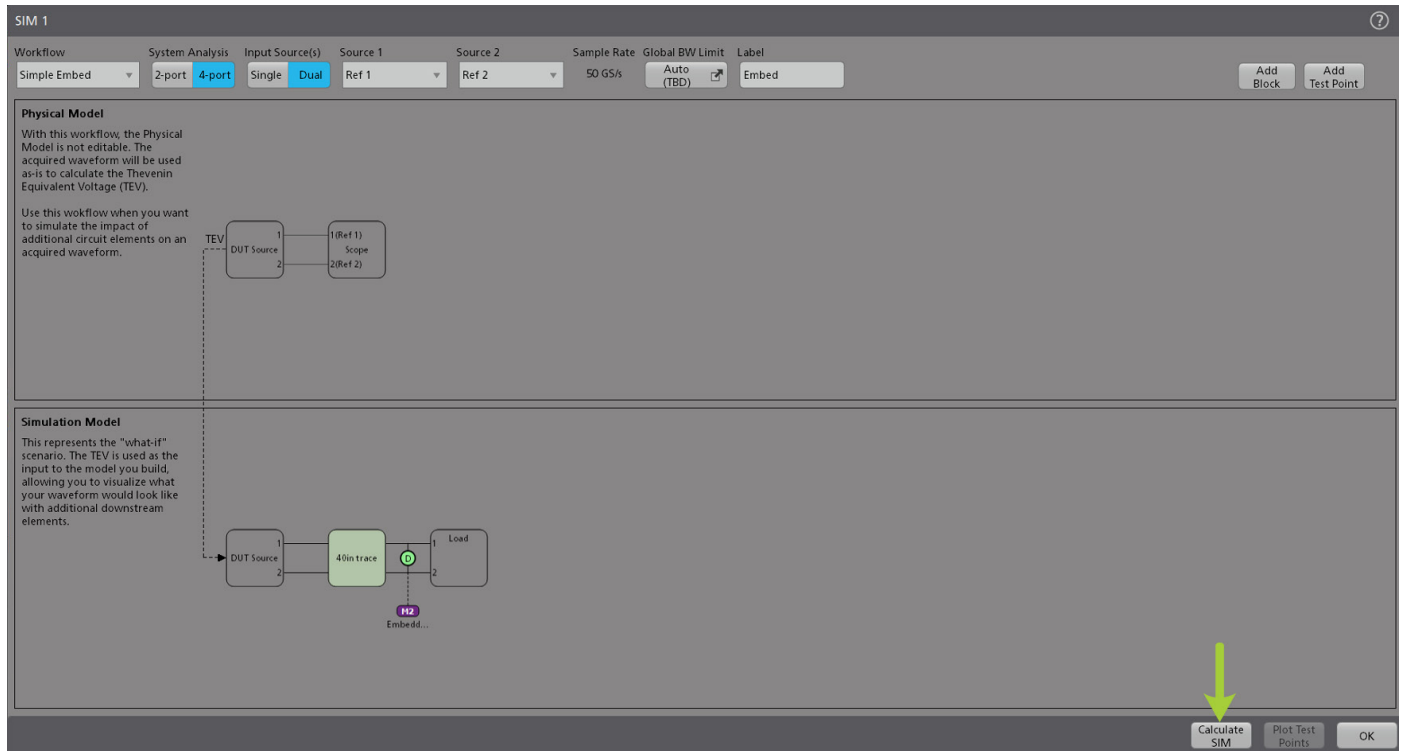 SIM 1
?
Workflow
System Analysis
Input Source(s)
Source 1
Source 2
Sample Rate
Global BW Limit
Label
Simple Embed
2-port
4-port
Single
Dual
Ref 1
Ref 2
50 GS/s
Auto
(TBD)
Embed
Add
Block
Add
Test Point
Physical Model
With this workflow, the Physical
Model is not editable. The
acquired waveform will be used
as-is to calculate the Thevenin
Equivalent Voltage (TEV).
Use this wokflow when you want
to simulate the impact of
additional circuit elements on an
acquired waveform.
TEV
1
DUT Source
2
1(Ref 1)
Scope
2(Ref 2)
Simulation Model
This represents the "what-if"
scenario. The TEV is used as the
input to the model you build,
allowing you to visualize what
your waveform would look like
with additional downstream
elements.
1
DUT Source
2
40in trace
D
Load
1
2
M2
Embedd...
Calculate
SIM
Plot Test
Points
OK